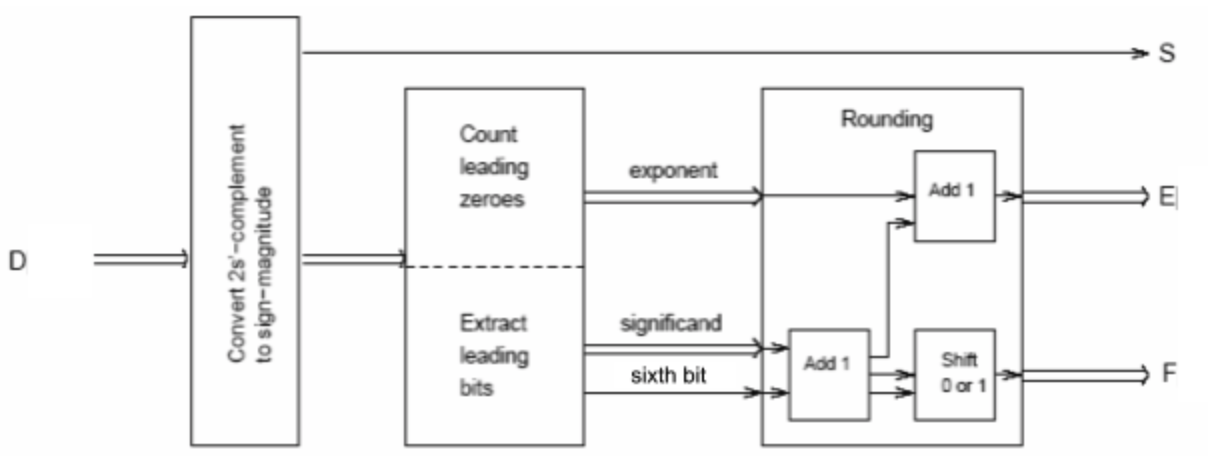 D
Convert 2s'-complement
to sign-magnitude
Count
leading
zeroes
Extract
leading
bits
exponent
significand
sixth bit
Rounding
Add 1
Add 1
Shift
0 or 1
S
E
F